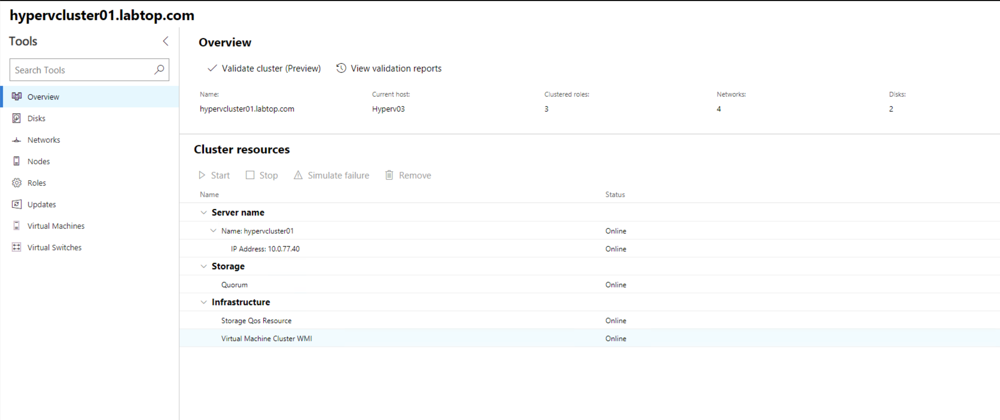 hypervcluster01.labtop.com
Tools
Search Tools
Overview
Disks
Networks
Nodes
Roles
Updates
Virtual Machines
Virtual Switches
Overview
Validate cluster (Preview) View validation reports
Name: Current host: Clustered roles: Networks: Disks:
hypervcluster01.labtop.com Hyperv03 3 4 2
Cluster resources
Start Stop Simulate failure Remove
Name Status
Server name
Name: hypervcluster01 Online
IP Address: 10.0.77.40 Online
Storage
Quorum Online
Infrastructure
Storage Qos Resource Online
Virtual Machine Cluster WMI Online